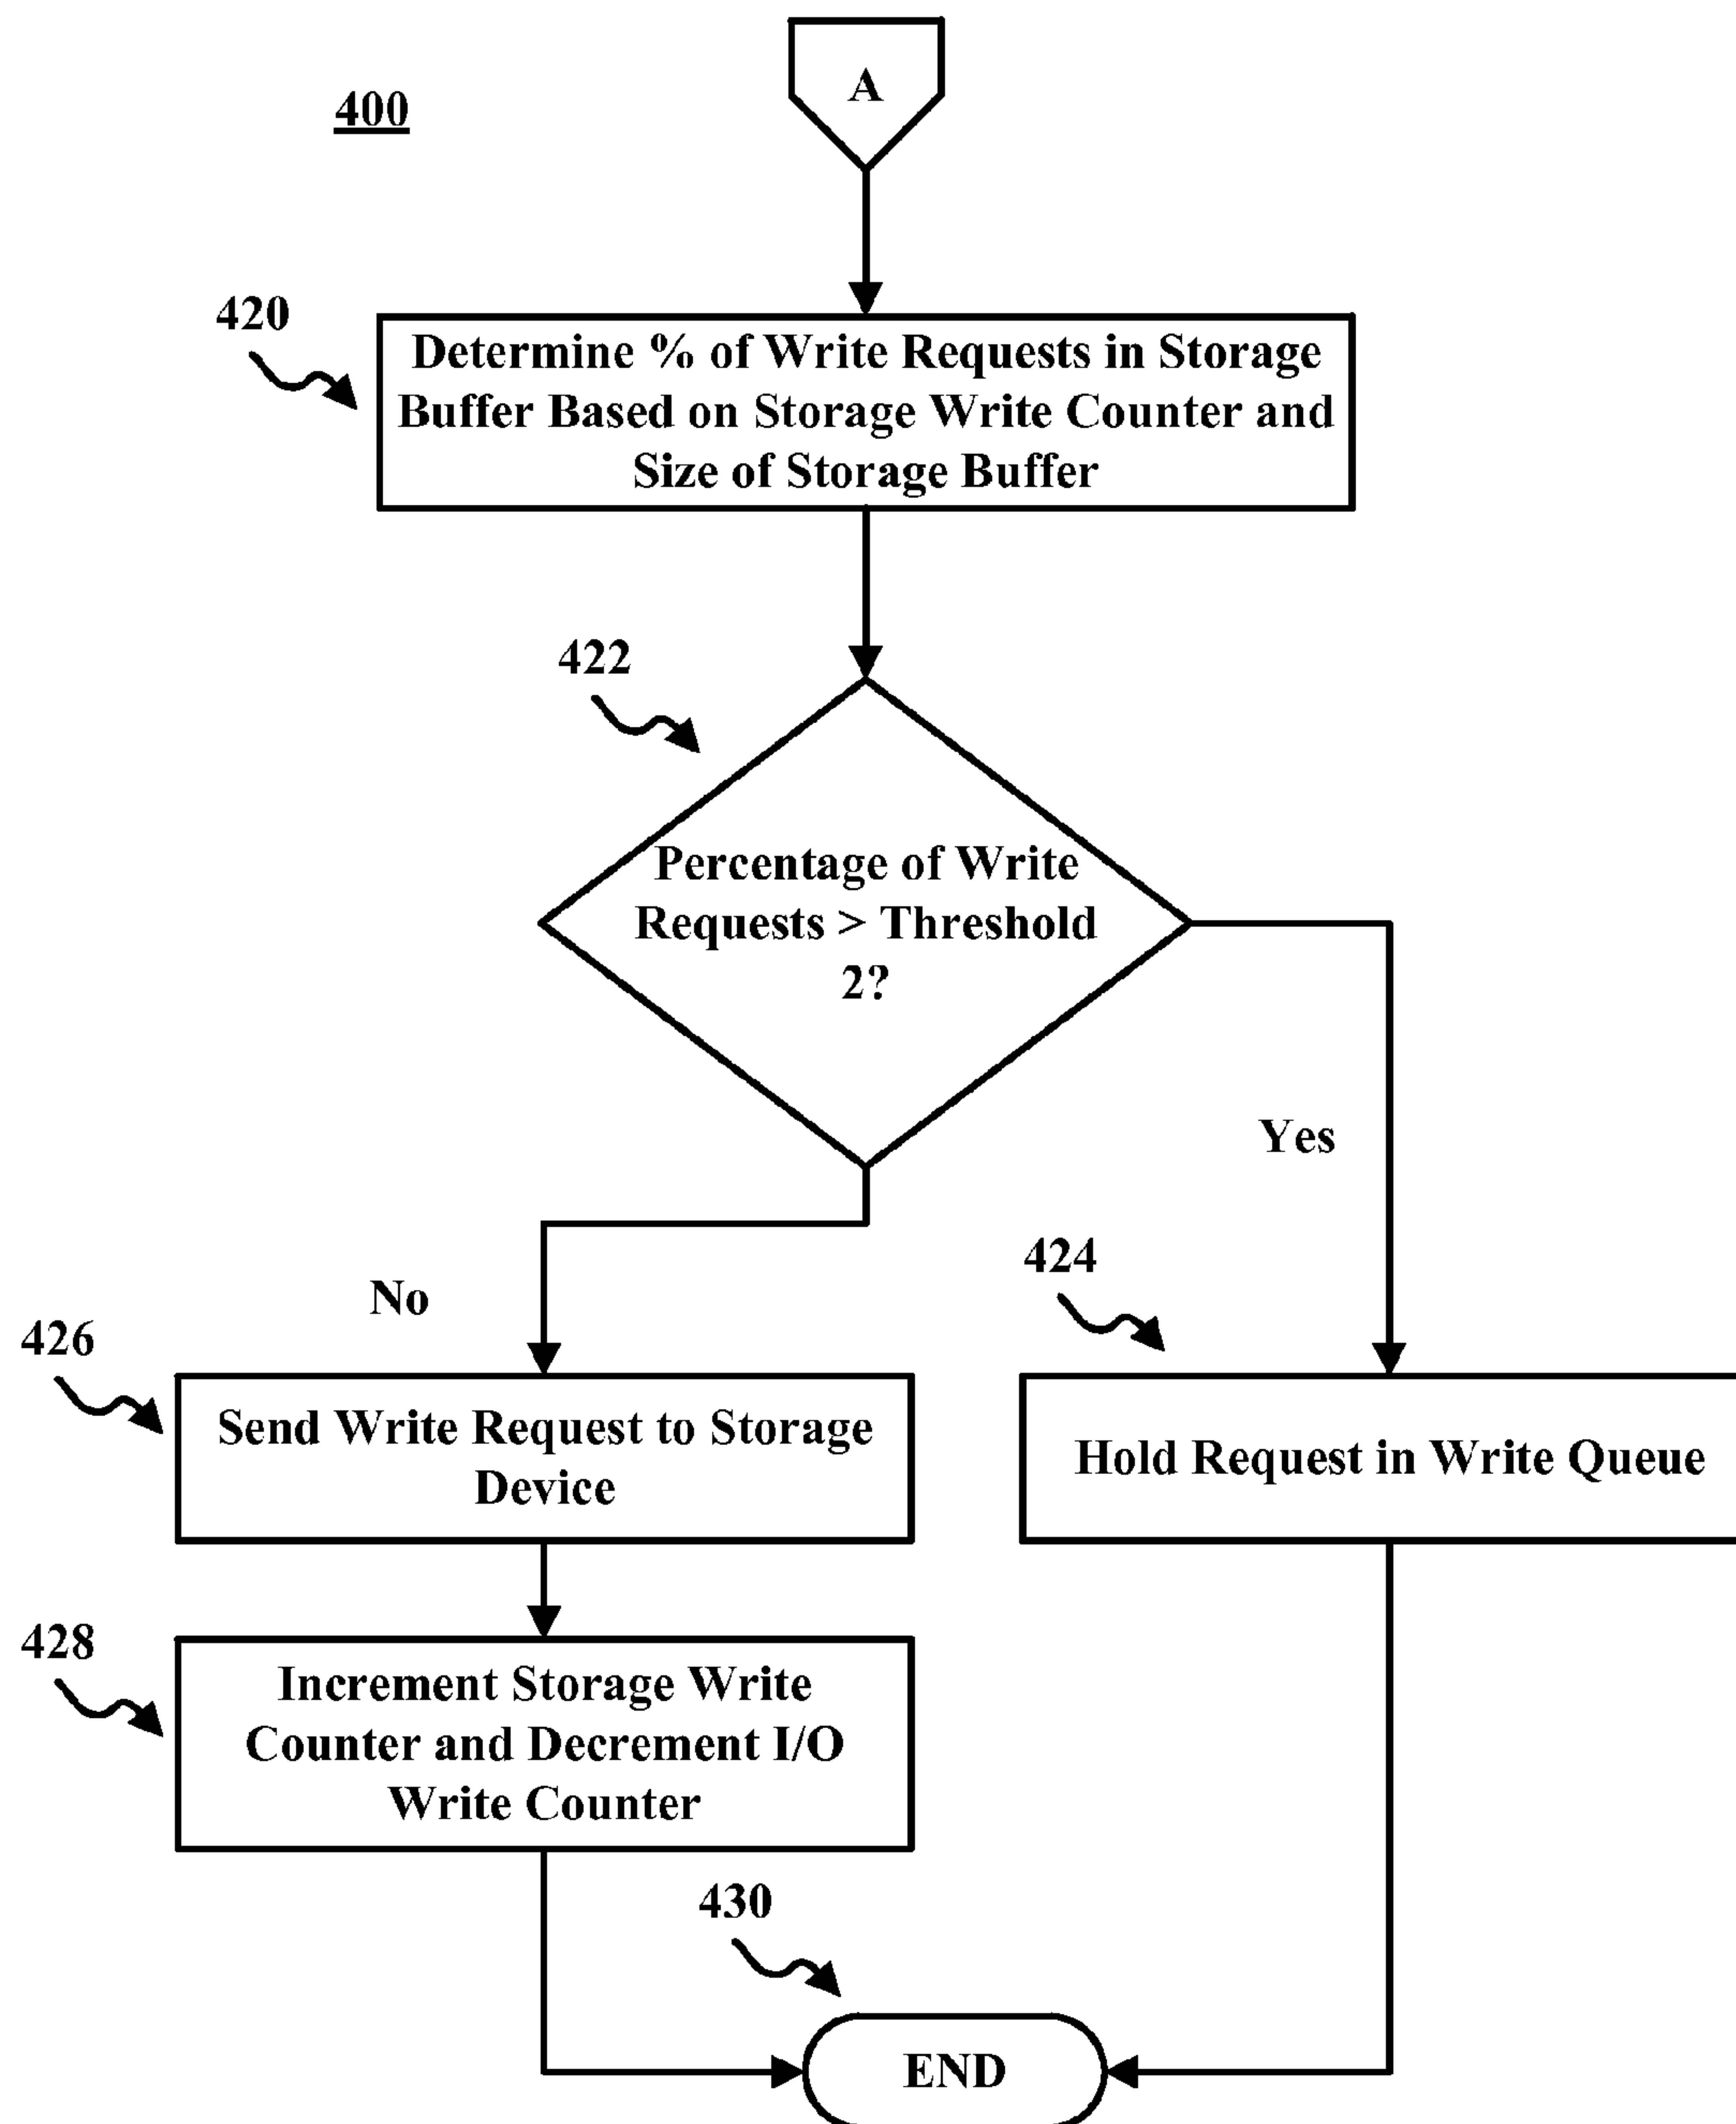 A
400
420
Determine % of Write Requests in Storage
Buffer Based on Storage Write Counter and
Size of Storage Buffer
422
Percentage of Write
Requests > Threshold
2?
Yes
No
424
426
Send Write Request to Storage
Device
Hold Request in Write Queue
428
Increment Storage Write
Counter and Decrement I/O
Write Counter
430
END